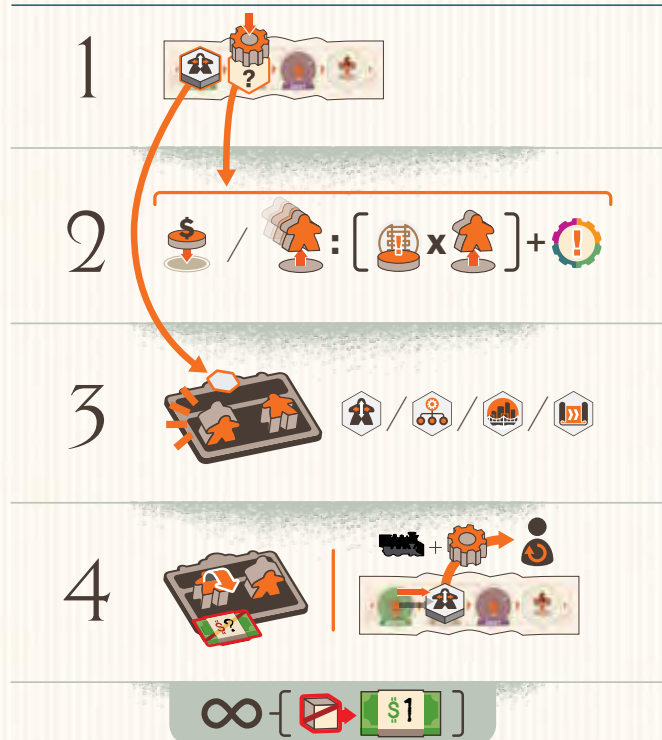 1
?
2
$ / : [ ! x ] + !
3
/ / /
4
$?
+
∞ - [ $1 ]